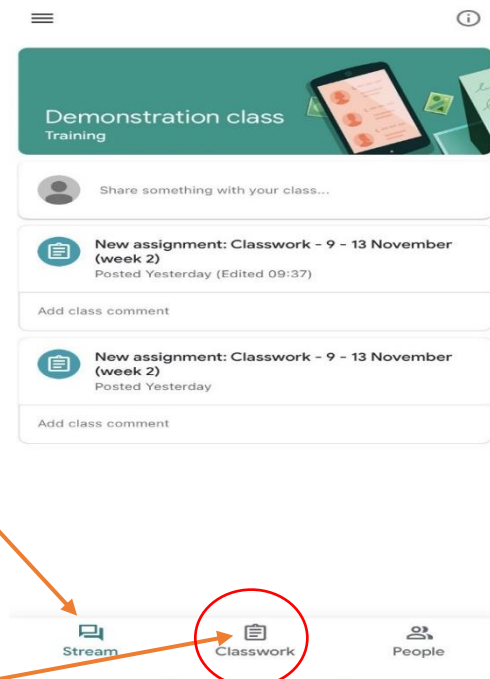 Demonstration class
Training
Share something with your class...
New assignment: Classwork - 9 - 13 November
(week 2)
Posted Yesterday (Edited 09:37)
Add class comment
New assignment: Classwork - 9 - 13 November
(week 2)
Posted Yesterday
Add class comment
Stream
Classwork
People